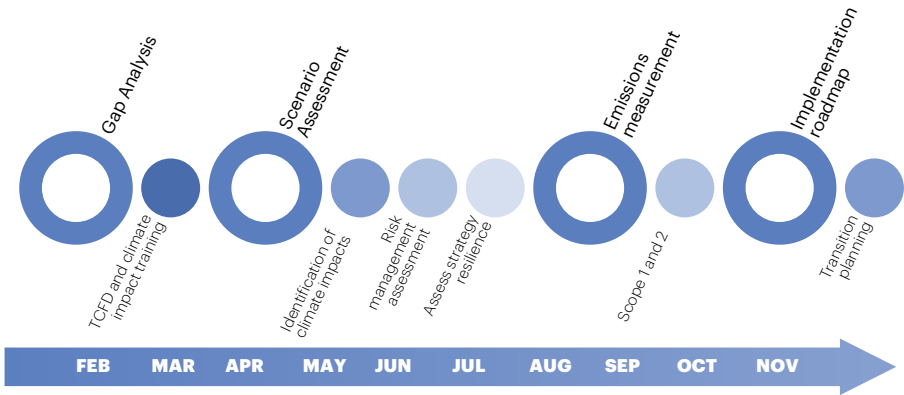 Gap Analysis
Scenario
Assessment
Emissions
measurement
Implementation
roadmap
TCFD and climate
impact training
Identification of
climate impacts
Risk
management
assessment
Assess strategy
resilience
Scope 1 and 2
Transition
planning
FEB MAR APR MAY JUN JUL AUG SEP OCT NOV